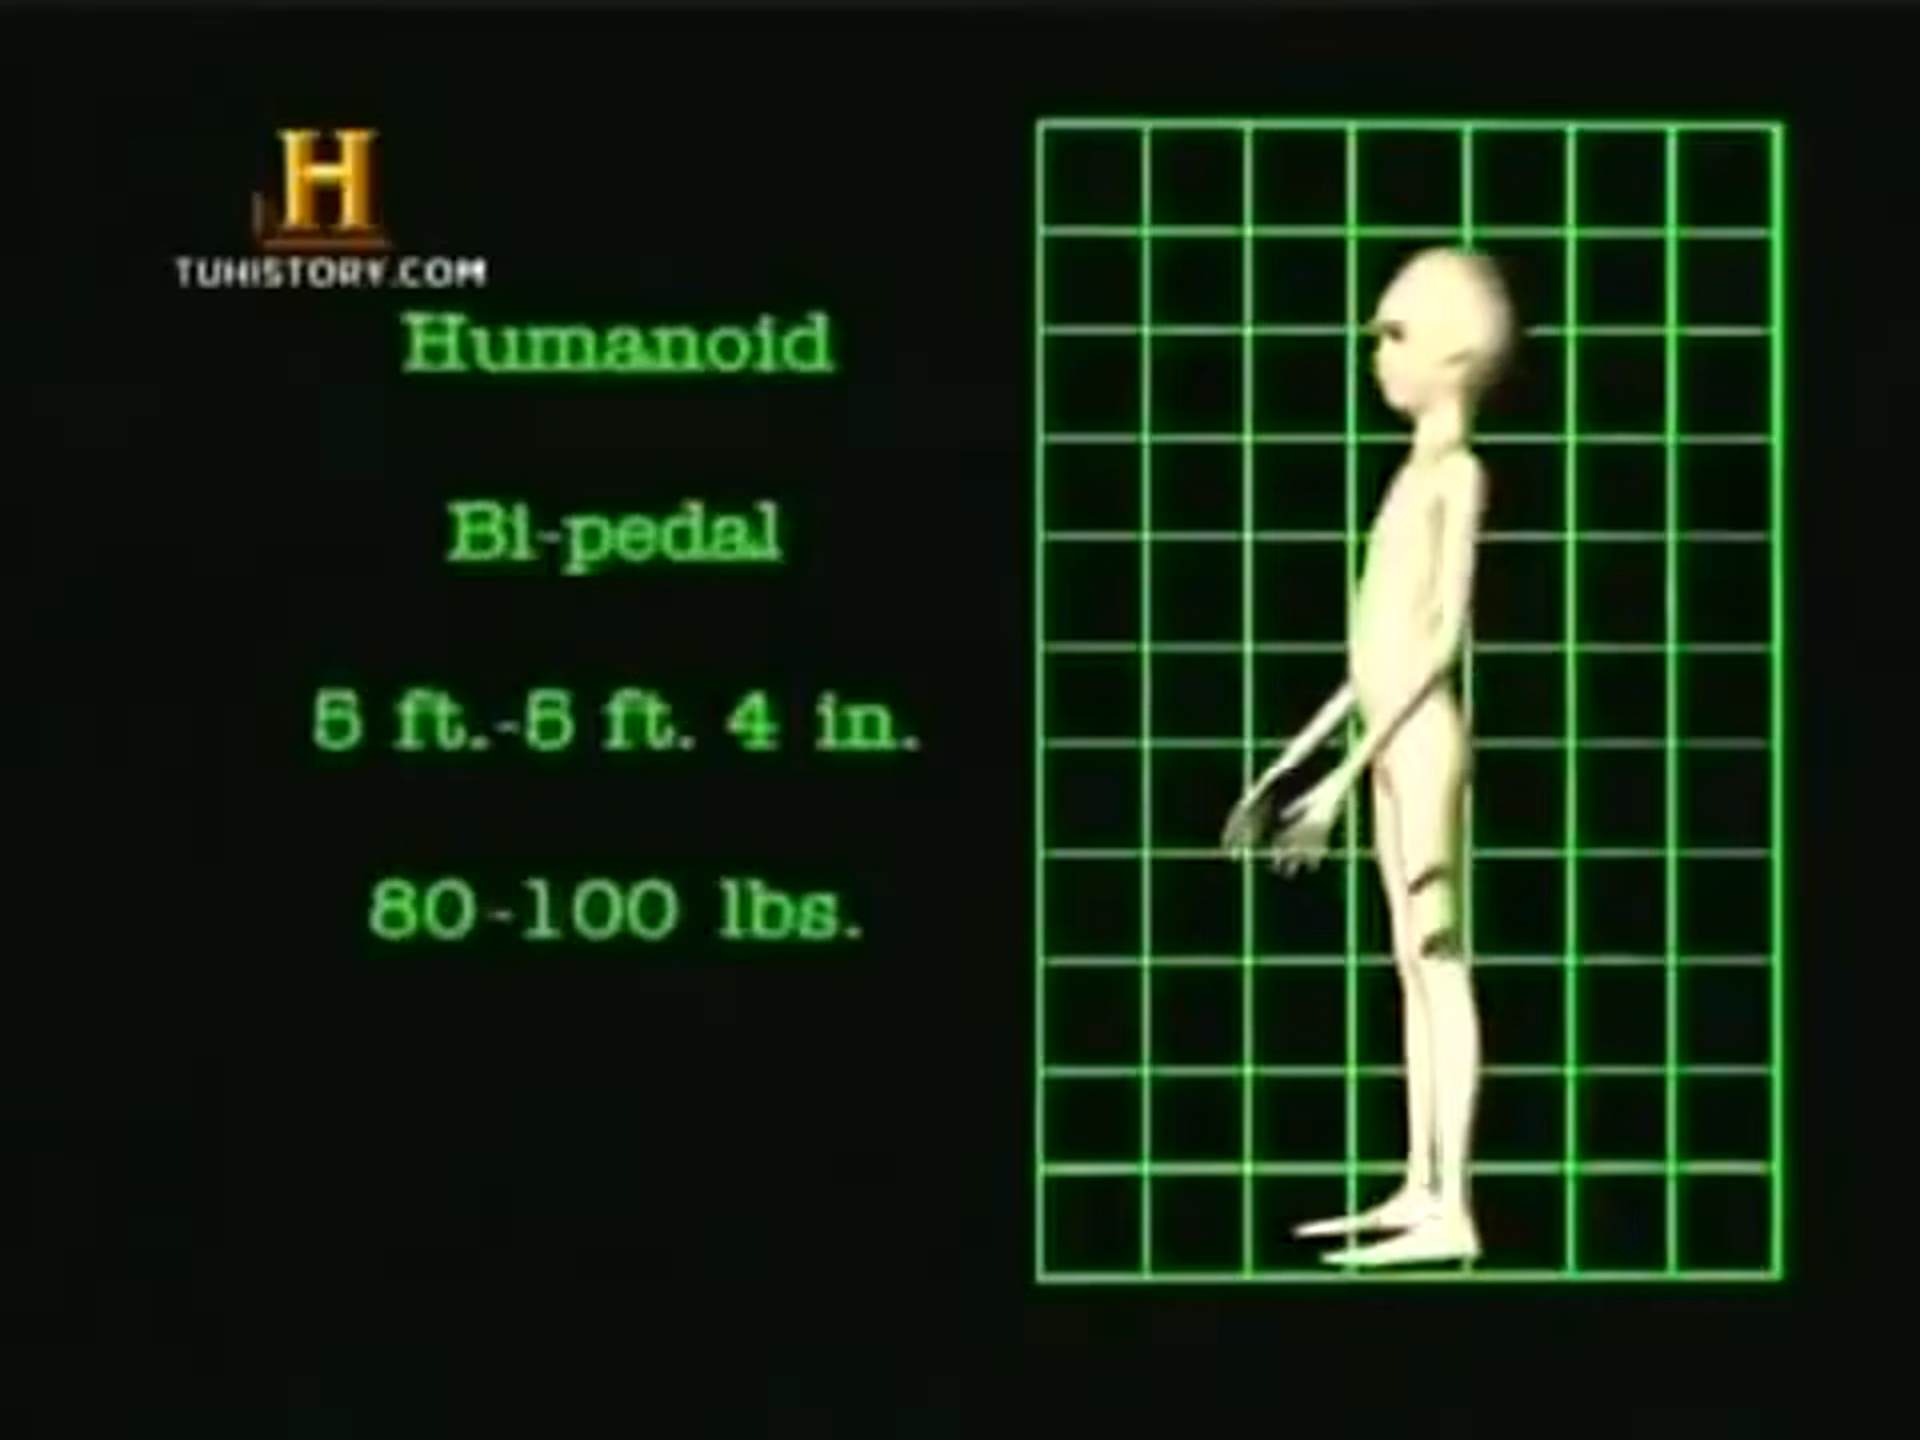 H
TUHISTORY.COM
Humanoid
Bi-pedal
5 ft.-5 ft. 4 in.
80-100 lbs.